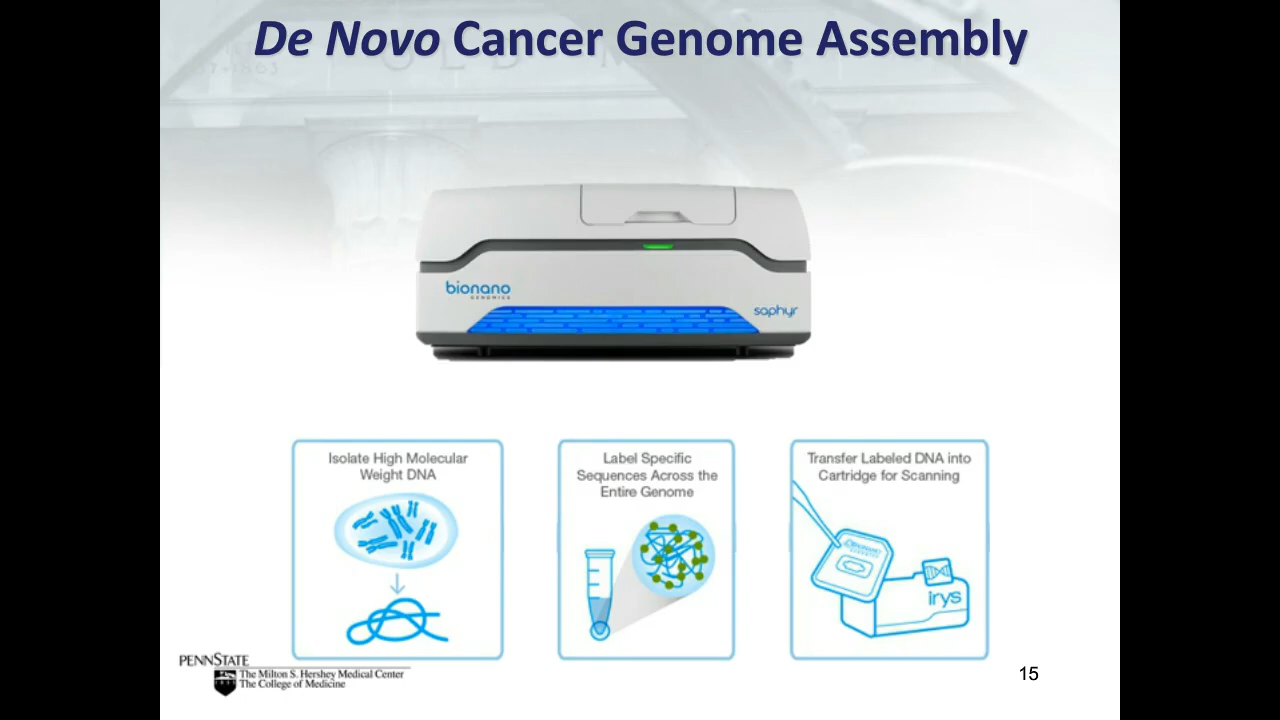 De Novo Cancer Genome Assembly
bionano
GENOMICS
saphyr
Isolate High Molecular
Weight DNA
Label Specific
Sequences Across the
Entire Genome
Transfer Labeled DNA into
Cartridge for Scanning
BIONANO
GENOMICS
irys
PENNSTATE
The Milton S. Hershey Medical Center
The College of Medicine
15